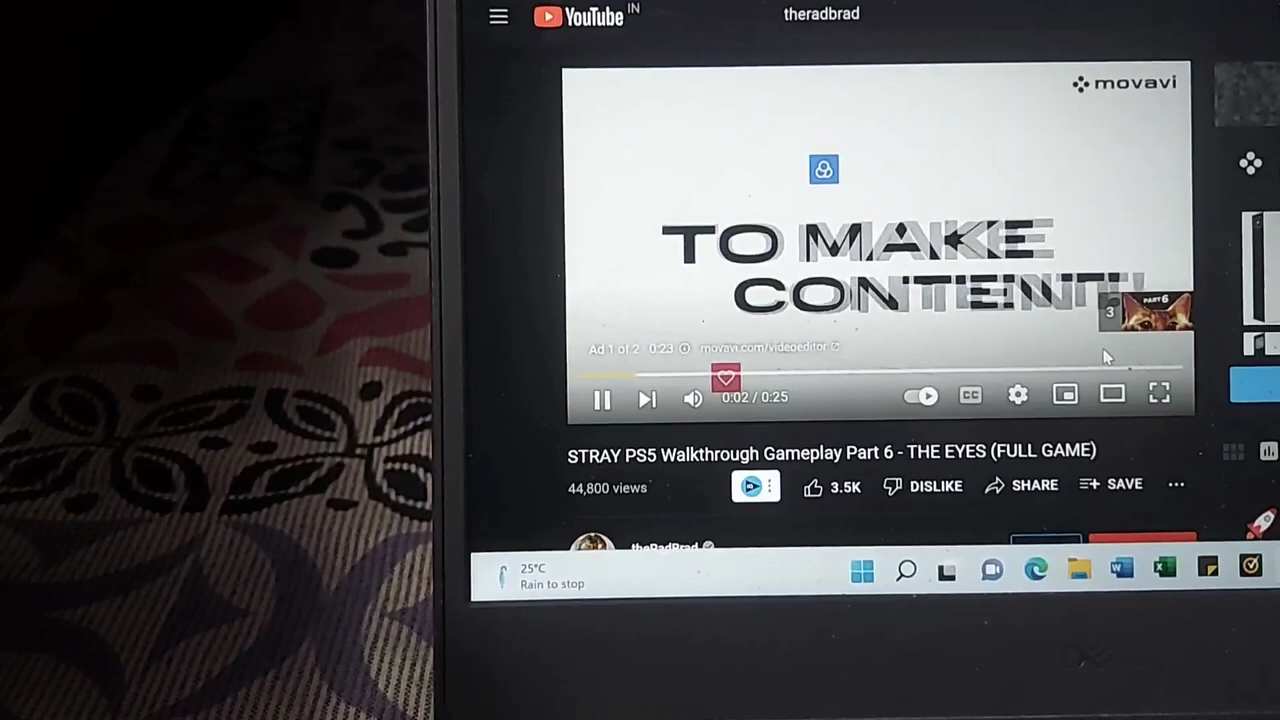 YouTube IN
theradbrad
movavi
TO MAKE
CONTENT
3
PART 6
Ad 1 of 2 0:23 movavi.com/videoeditor
0:02 / 0:25
CC
STRAY PS5 Walkthrough Gameplay Part 6 - THE EYES (FULL GAME)
44,800 views
3.5K
DISLIKE
SHARE
SAVE
theRadBrad
25°C
Rain to stop